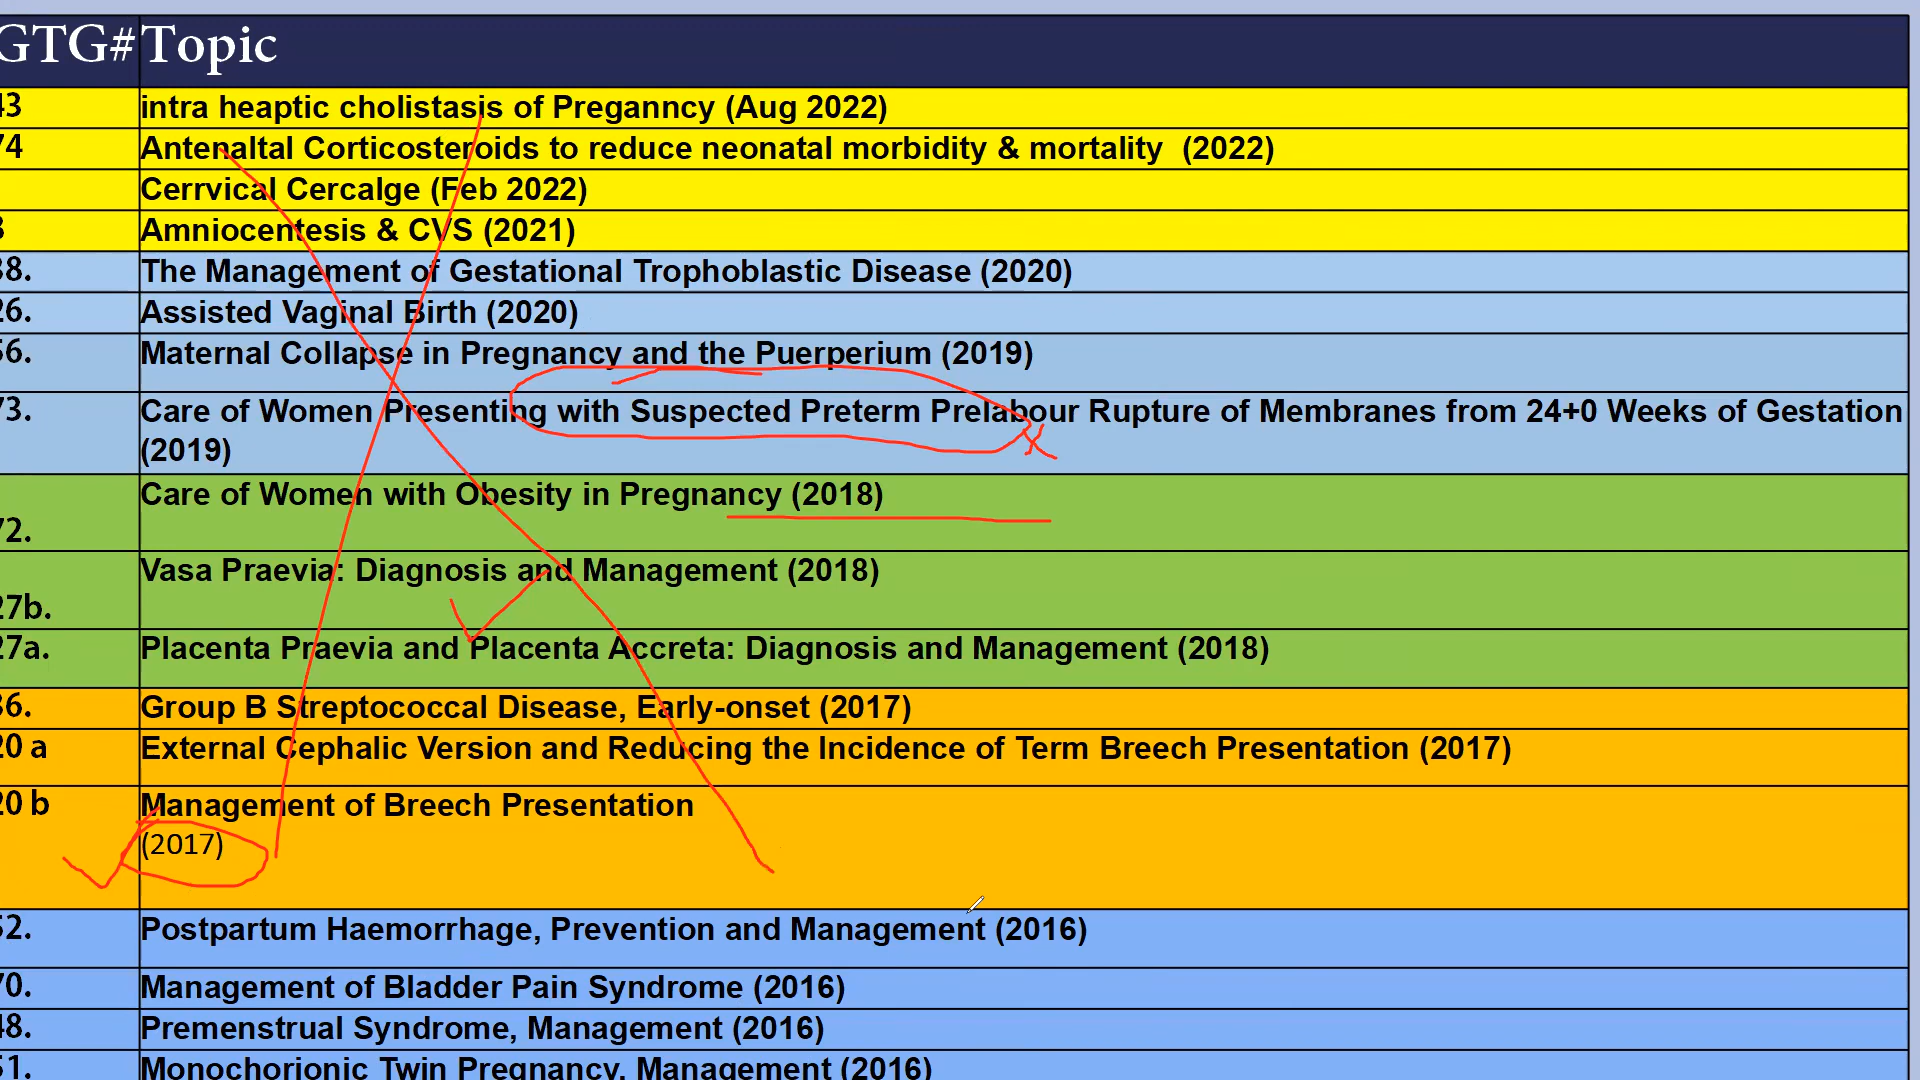 GTG# Topic
43 intra heaptic cholistasis of Preganncy (Aug 2022)
74 Antenaltal Corticosteroids to reduce neonatal morbidity & mortality (2022)
Cerrvical Cercalge (Feb 2022)
8 Amniocentesis & CVS (2021)
38. The Management of Gestational Trophoblastic Disease (2020)
26. Assisted Vaginal Birth (2020)
56. Maternal Collapse in Pregnancy and the Puerperium (2019)
73. Care of Women Presenting with Suspected Preterm Prelabour Rupture of Membranes from 24+0 Weeks of Gestation
(2019)
Care of Women with Obesity in Pregnancy (2018)
72.
Vasa Praevia: Diagnosis and Management (2018)
27b.
27a. Placenta Praevia and Placenta Accreta: Diagnosis and Management (2018)
36. Group B Streptococcal Disease, Early-onset (2017)
20 a External Cephalic Version and Reducing the Incidence of Term Breech Presentation (2017)
20 b Management of Breech Presentation
(2017)
52. Postpartum Haemorrhage, Prevention and Management (2016)
70. Management of Bladder Pain Syndrome (2016)
48. Premenstrual Syndrome, Management (2016)
51. Monochorionic Twin Pregnancy, Management (2016)